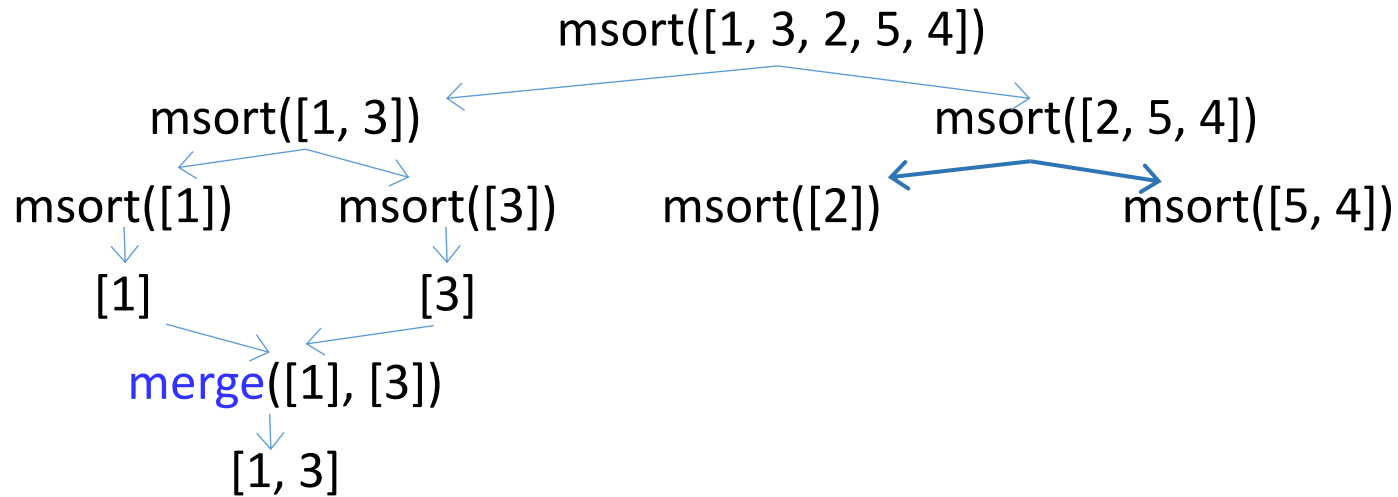 msort([1, 3, 2, 5, 4])
msort([1, 3])
msort([2, 5, 4])
msort([1])
msort([3])
msort([2])
msort([5, 4])
[1]
[3]
merge([1], [3])
[1, 3]